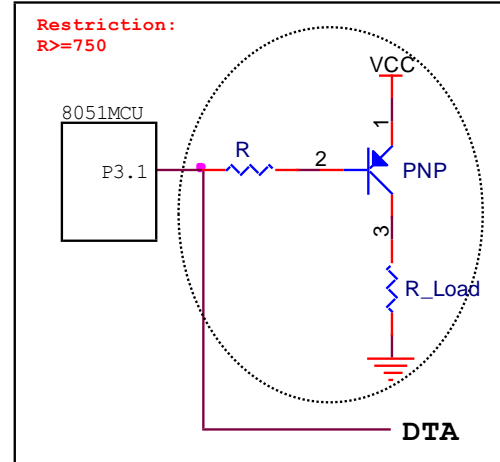 Restriction:
R>=750
VCC
8051MCU
1
R
2
P3.1
PNP
3
R_Load
DTA